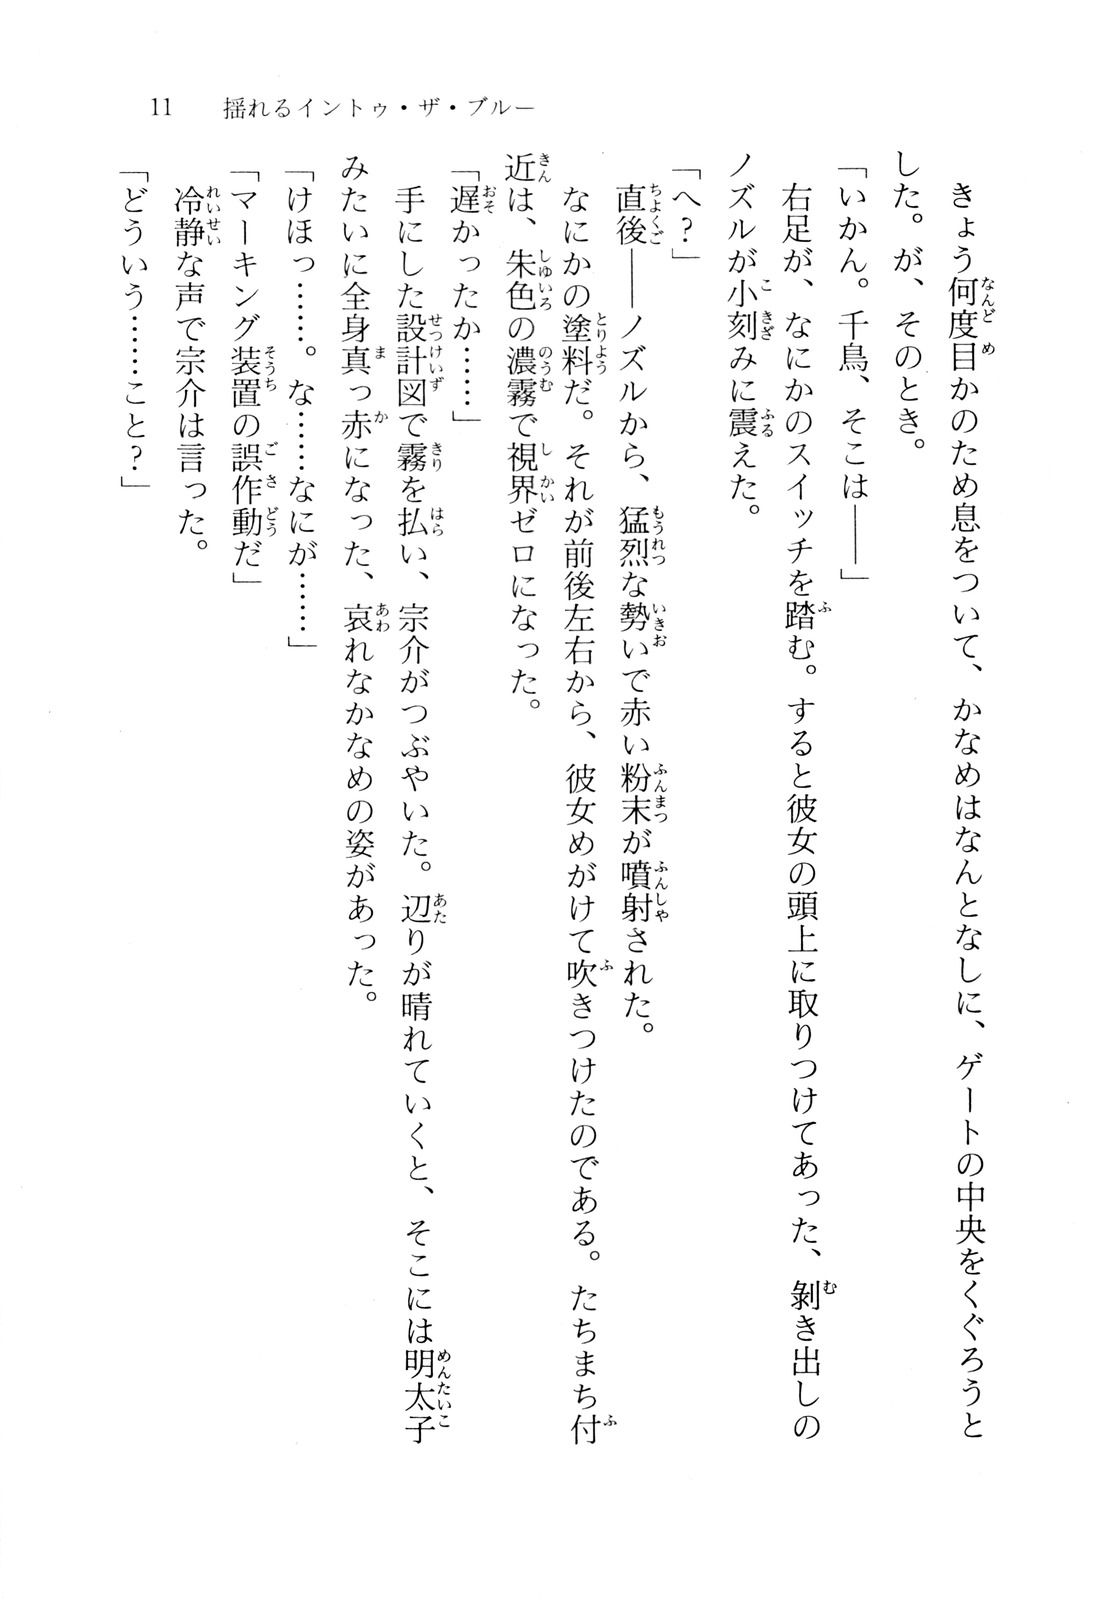 11　揺れるイントゥ・ザ・ブルー
　きょう何度目かのため息をついて、かなめはなんとなしに、ゲートの中央をくぐろうと
した。が、そのとき。
「いかん。千鳥、そこは――」
　右足が、なにかのスイッチを踏む。すると彼女の頭上に取りつけてあった、剝き出しの
ノズルが小刻みに震えた。
「へ？」
　直後――ノズルから、猛烈な勢いで赤い粉末が噴射された。
　なにかの塗料だ。それが前後左右から、彼女めがけて吹きつけたのである。たちまち付
近は、朱色の濃霧で視界ゼロになった。
「遅かったか……」
　手にした設計図で霧を払い、宗介がつぶやいた。辺りが晴れていくと、そこには明太子
みたいに全身真っ赤になった、哀れなかなめの姿があった。
「けほっ……。な……なにが……」
「マーキング装置の誤作動だ」
　冷静な声で宗介は言った。
「どういう……こと？」